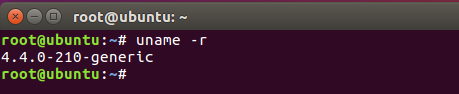 root@ubuntu: ~
root@ubuntu:~# uname -r
4.4.0-210-generic
root@ubuntu:~#